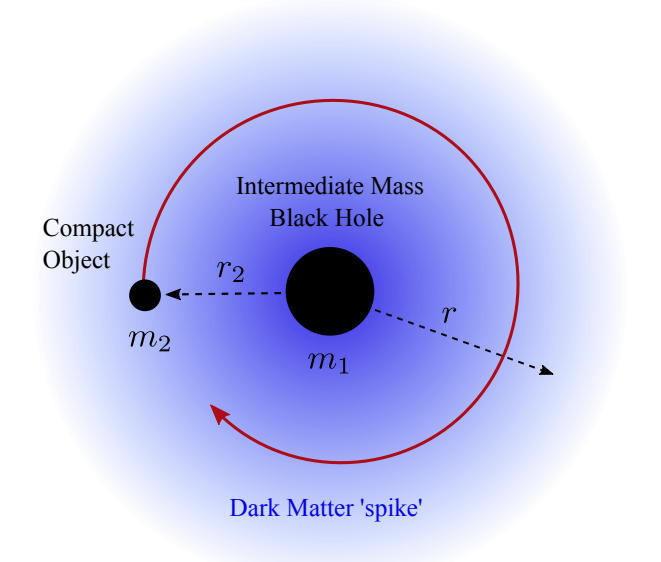 Intermediate Mass
Black Hole
Compact
Object
r₂
r
m₂
m₁
Dark Matter 'spike'